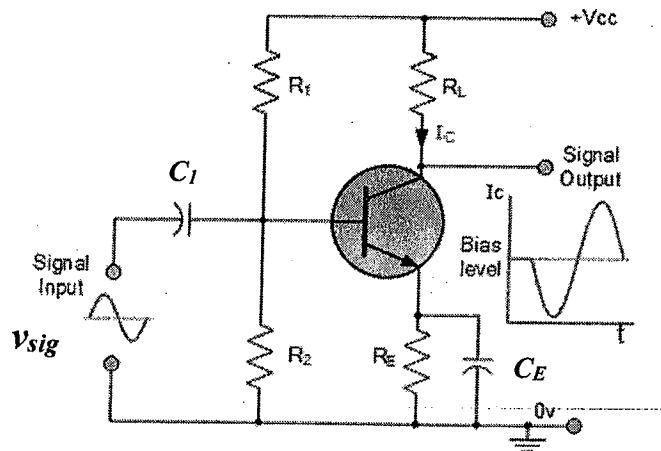 +Vcc
R1
RL
IC
C1
Signal
Output
Ic
Bias
level
t
Signal
Input
vsig
R2
RE
CE
0v